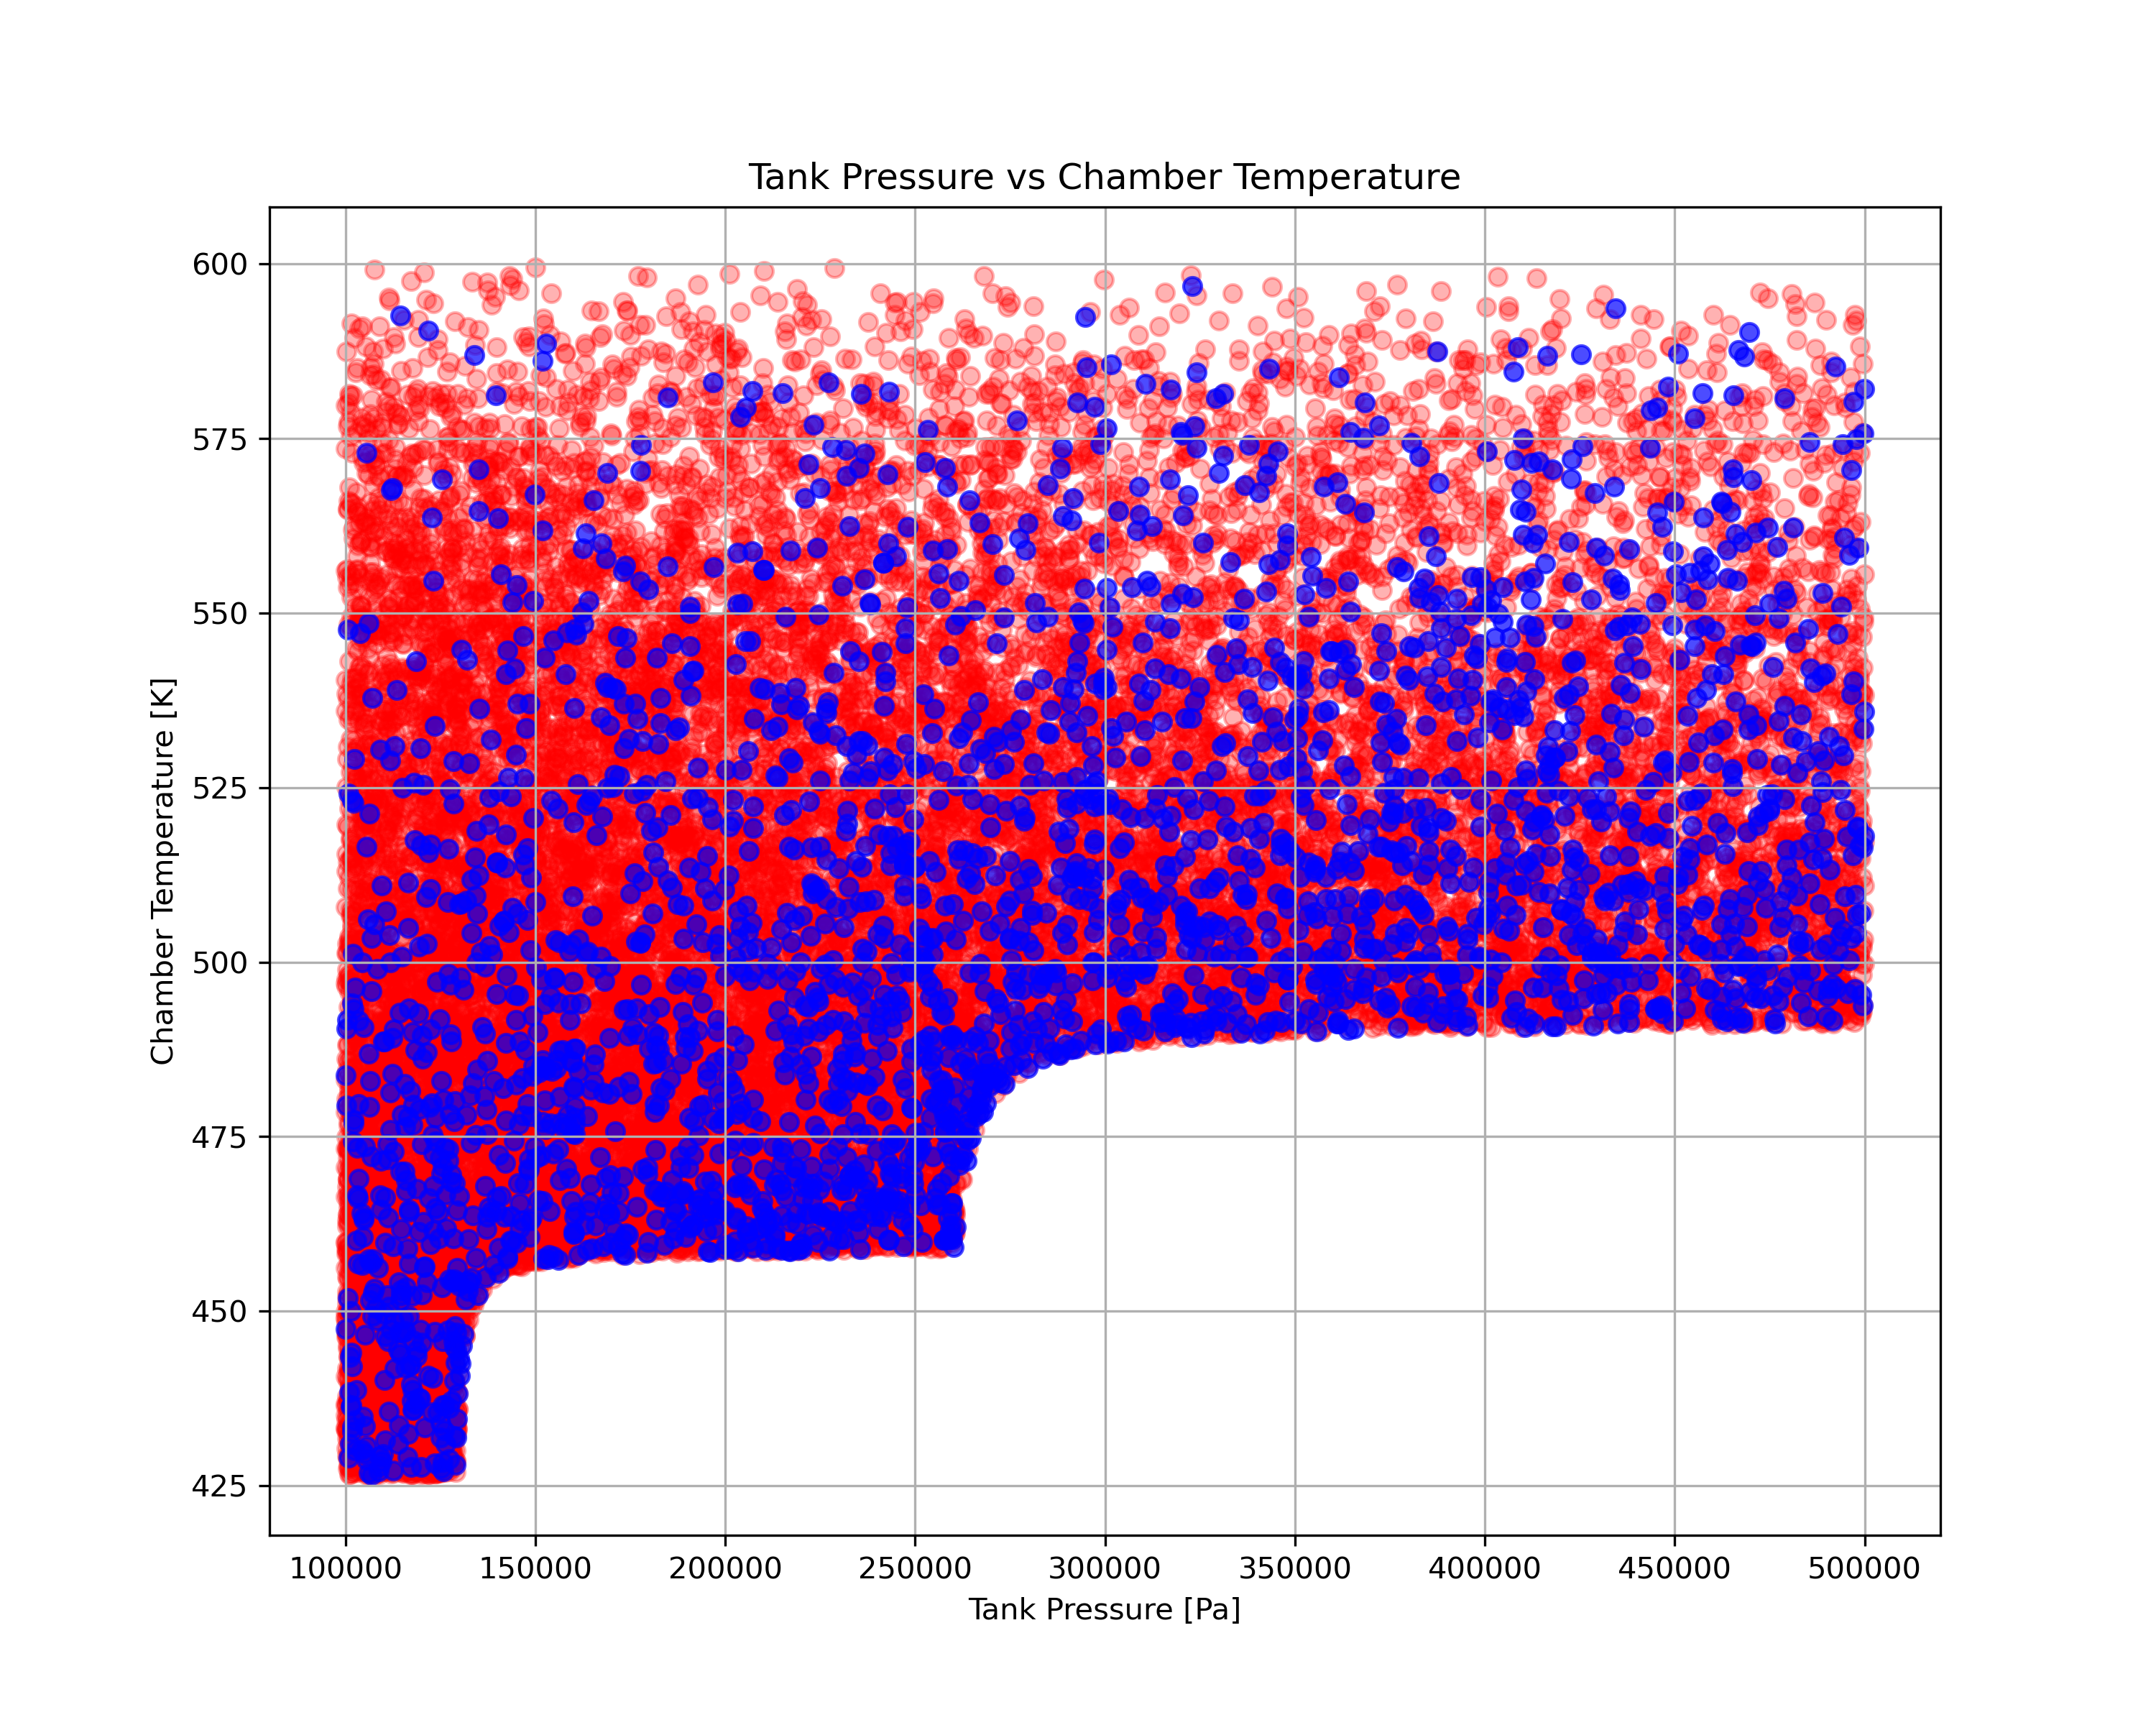 Tank Pressure vs Chamber Temperature
Chamber Temperature [K]
600
575
550
525
500
475
450
425
100000 150000 200000 250000 300000 350000 400000 450000 500000
Tank Pressure [Pa]